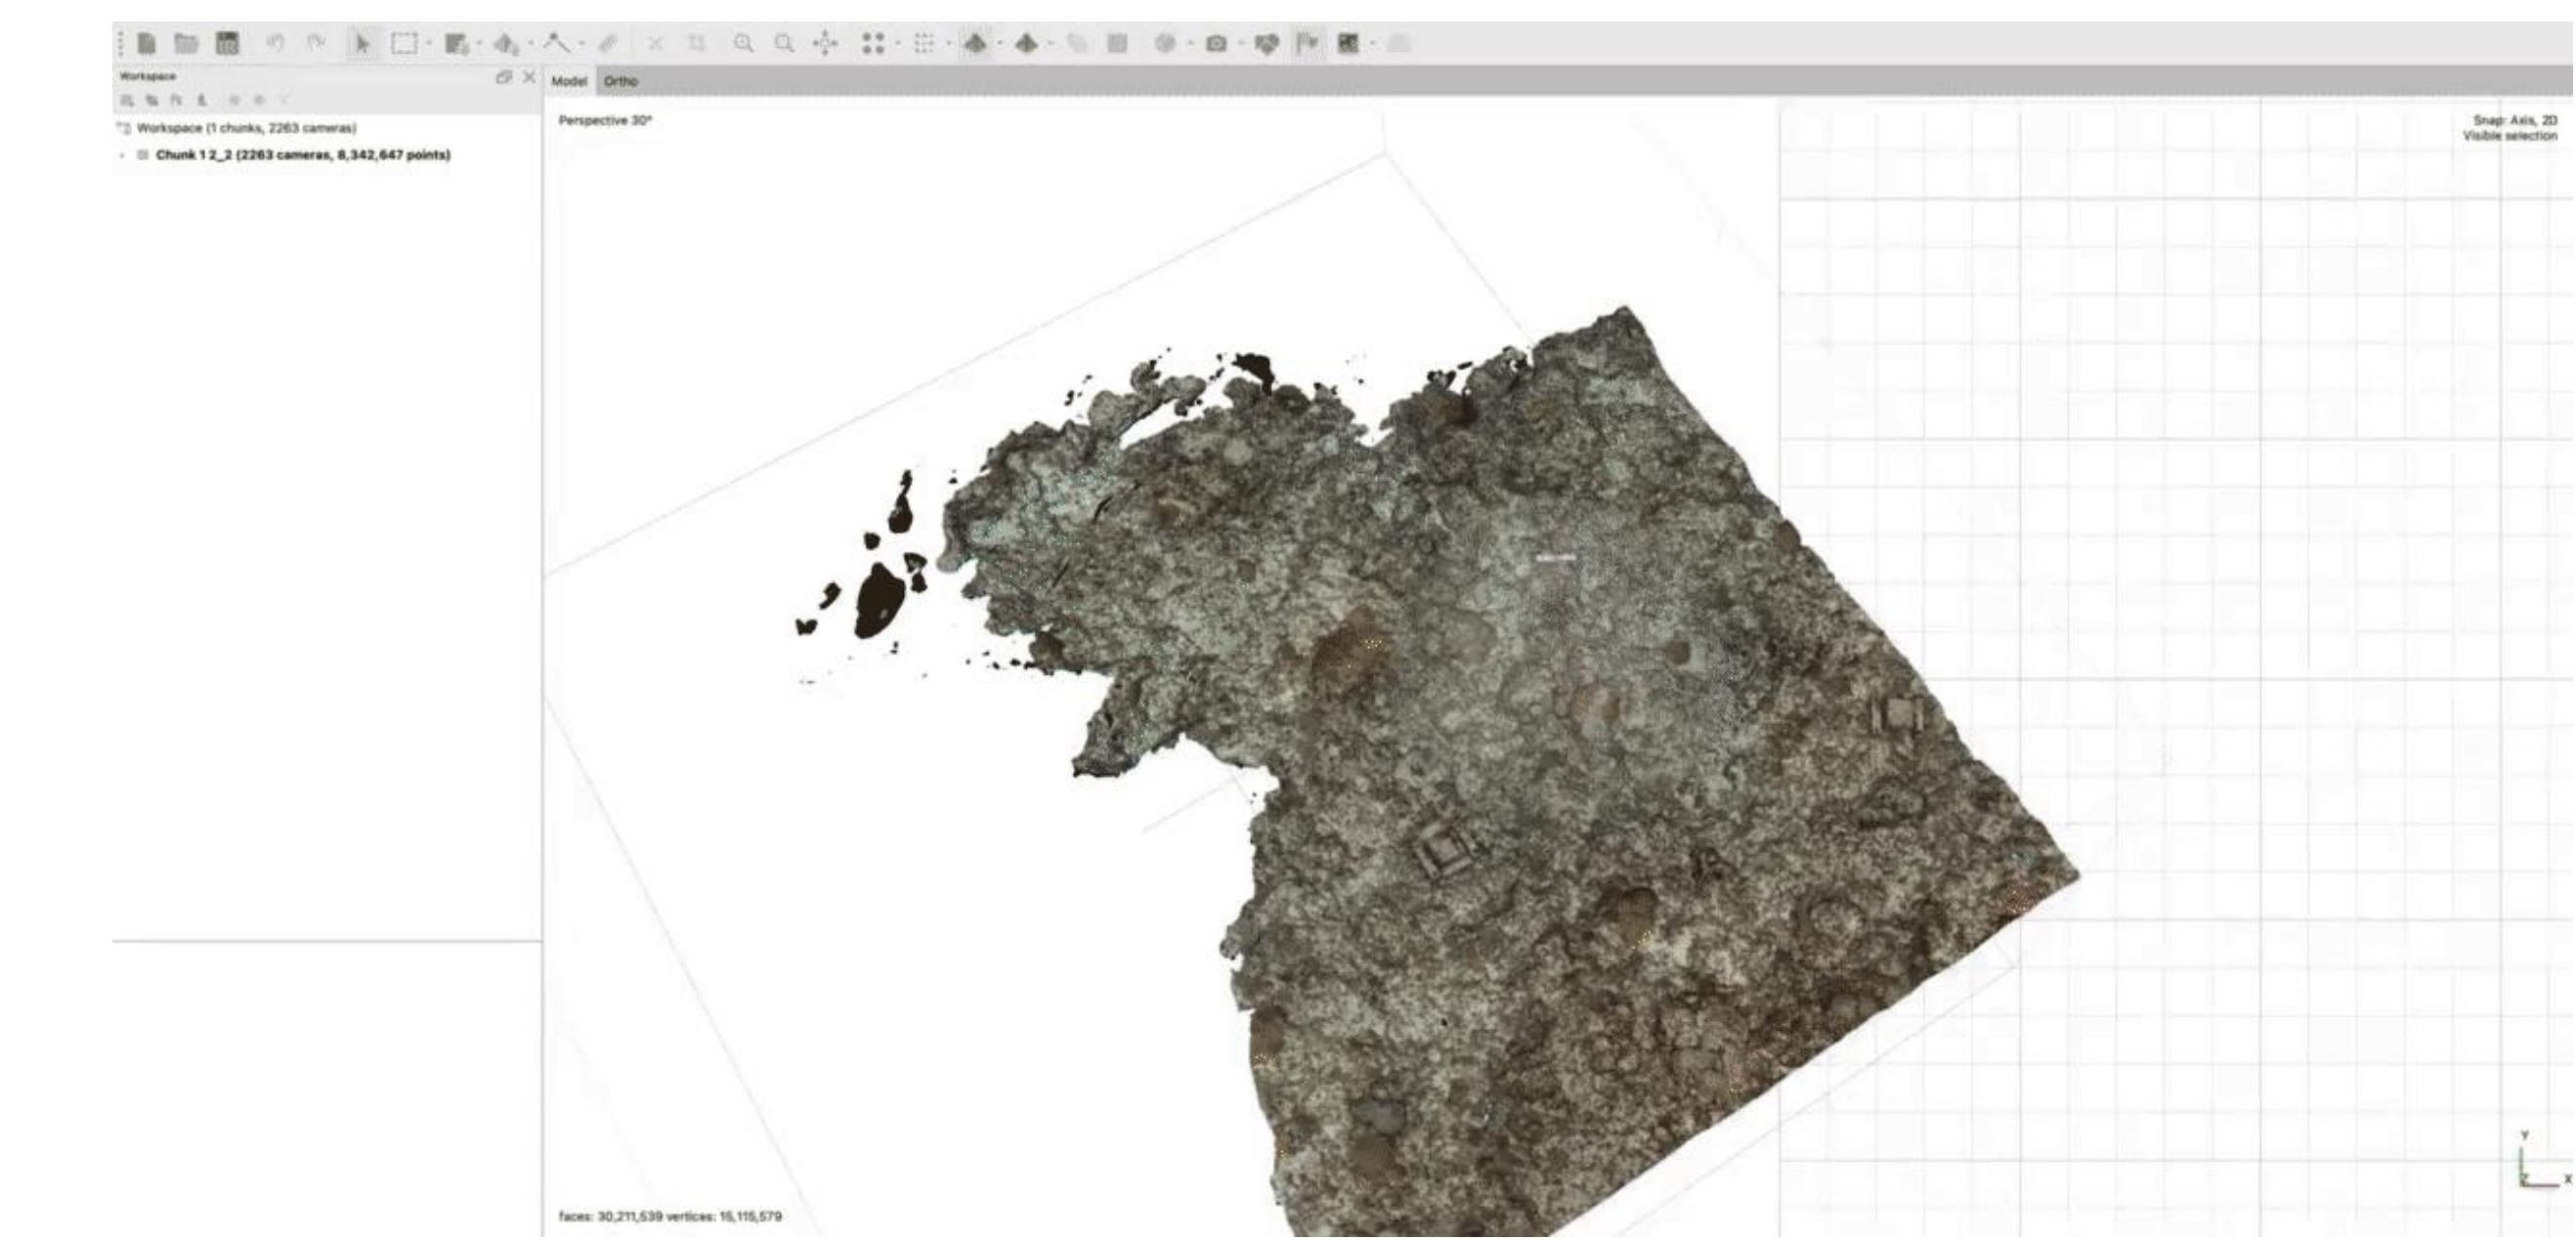 Workspace
Workspace (1 chunks, 2263 cameras)
Chunk 1 2_2 (2263 cameras, 8,342,647 points)
Model Ortho
Perspective 30°
Snap: Axis, 2D
Visible selection
faces: 30,211,539 vertices: 15,115,579
Y
Z
X